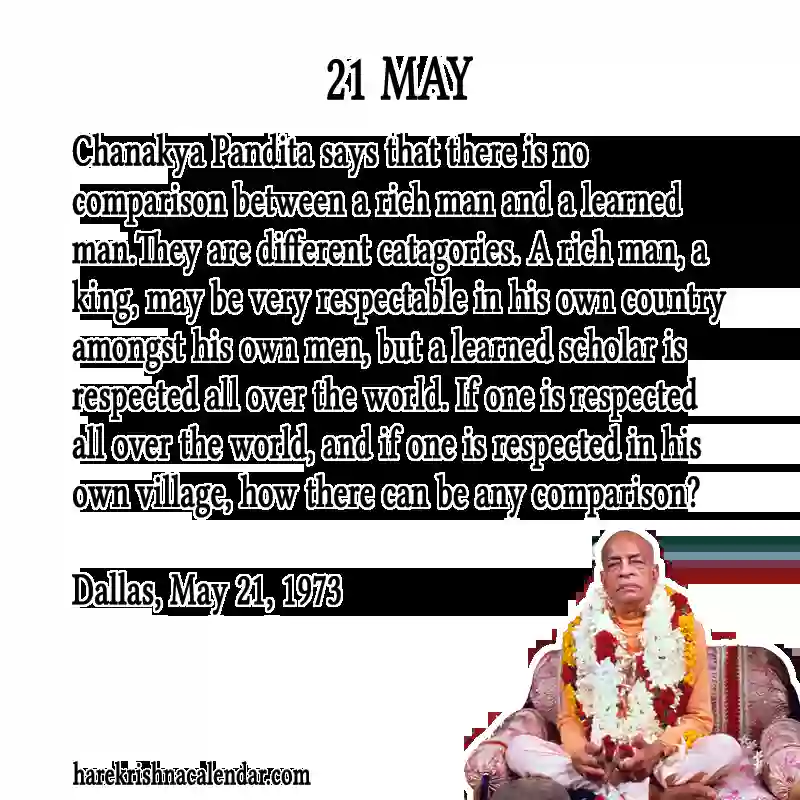 21 MAY
Chanakya Pandita says that there is no
comparison between a rich man and a learned
man.They are different catagories. A rich man, a
king, may be very respectable in his own country
amongst his own men, but a learned scholar is
respected all over the world. If one is respected
all over the world, and if one is respected in his
own village, how there can be any comparison?
Dallas, May 21, 1973
harekrishnacalendar.com